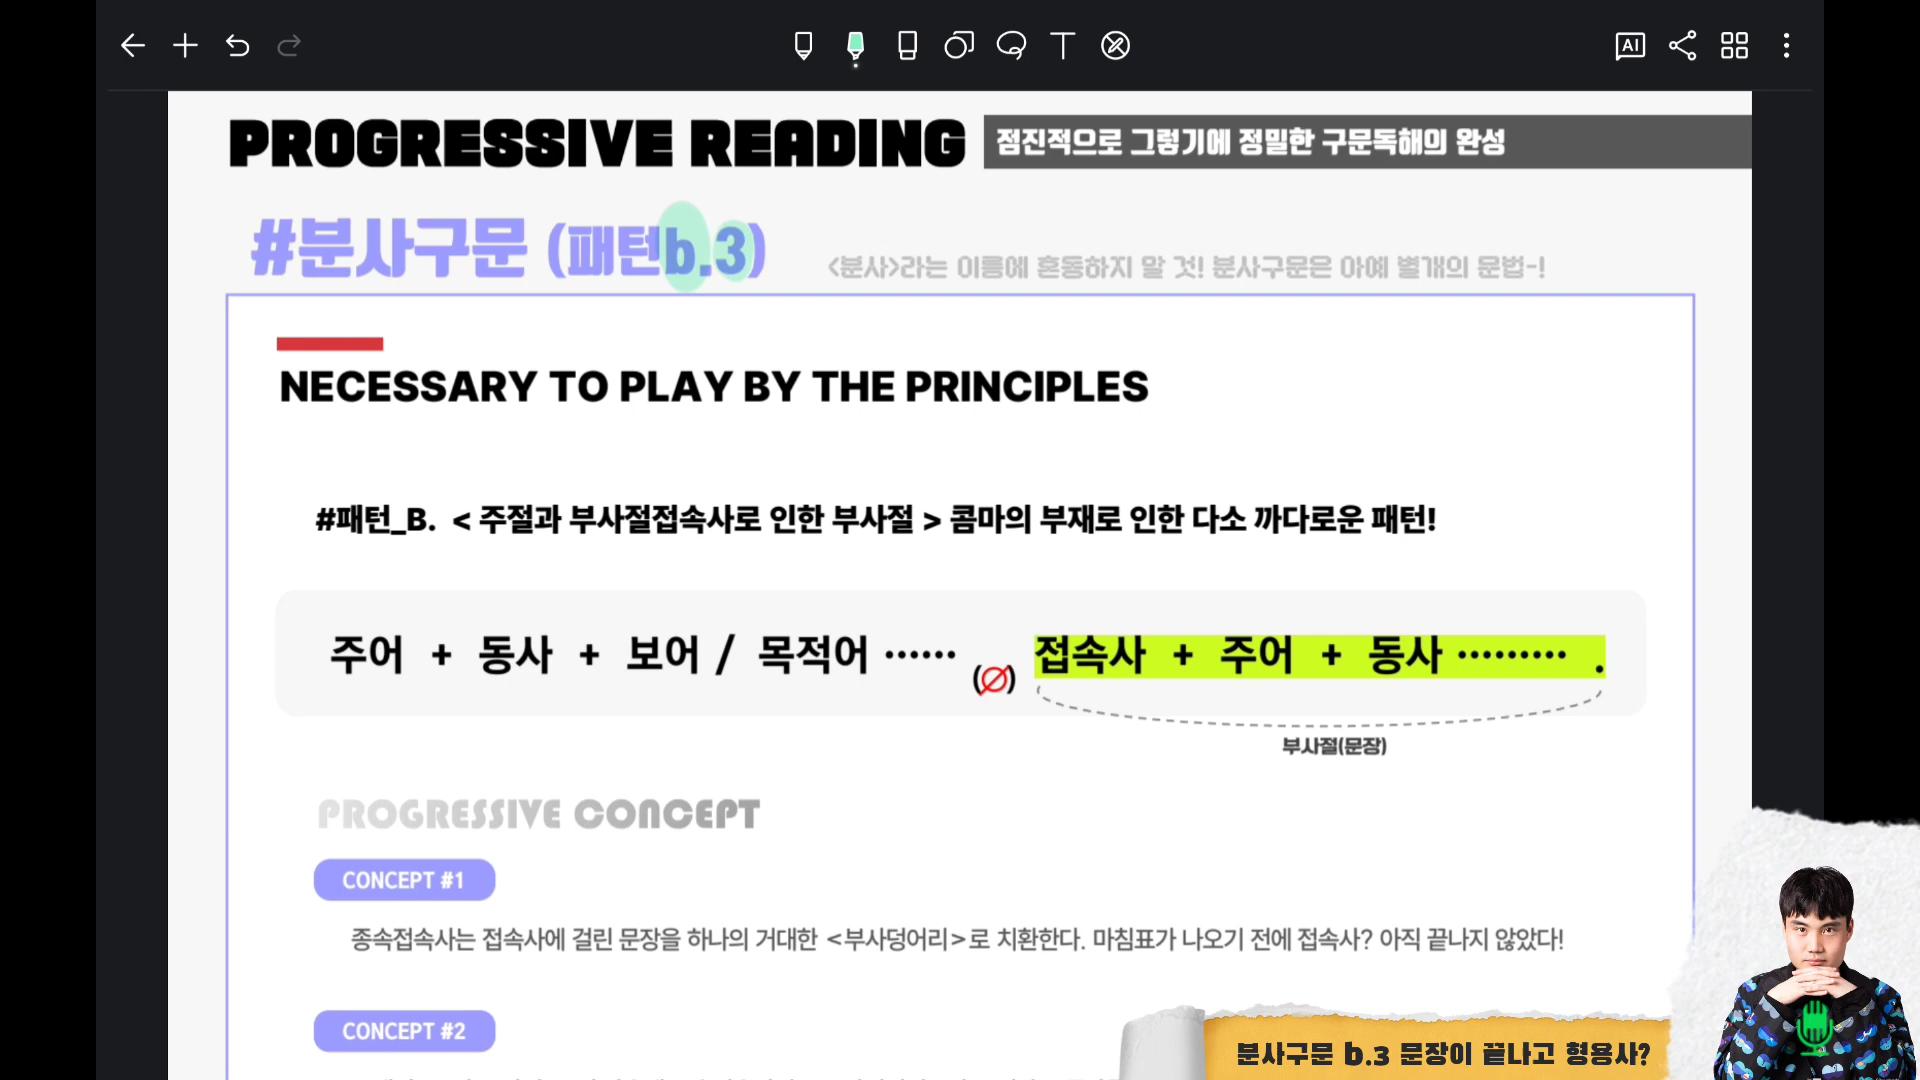 AI
PROGRESSIVE READING 점진적으로 그렇기에 정밀한 구문독해의 완성
#분사구문 (패턴b.3) <분사>라는 이름에 혼동하지 말 것! 분사구문은 아예 별개의 문법-!
NECESSARY TO PLAY BY THE PRINCIPLES
#패턴_B. < 주절과 부사절접속사로 인한 부사절 > 콤마의 부재로 인한 다소 까다로운 패턴!
주어 + 동사 + 보어 / 목적어 ⋯⋯ (∅) 접속사 + 주어 + 동사 ⋯⋯⋯ .
부사절(문장)
PROGRESSIVE CONCEPT
CONCEPT #1
종속접속사는 접속사에 걸린 문장을 하나의 거대한 <부사덩어리>로 치환한다. 마침표가 나오기 전에 접속사? 아직 끝나지 않았다!
CONCEPT #2
분사구문 b.3 문장이 끝나고 형용사?